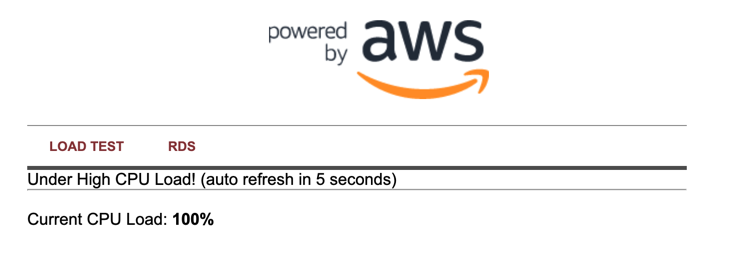 powered
by aws
LOAD TEST RDS
Under High CPU Load! (auto refresh in 5 seconds)
Current CPU Load: 100%